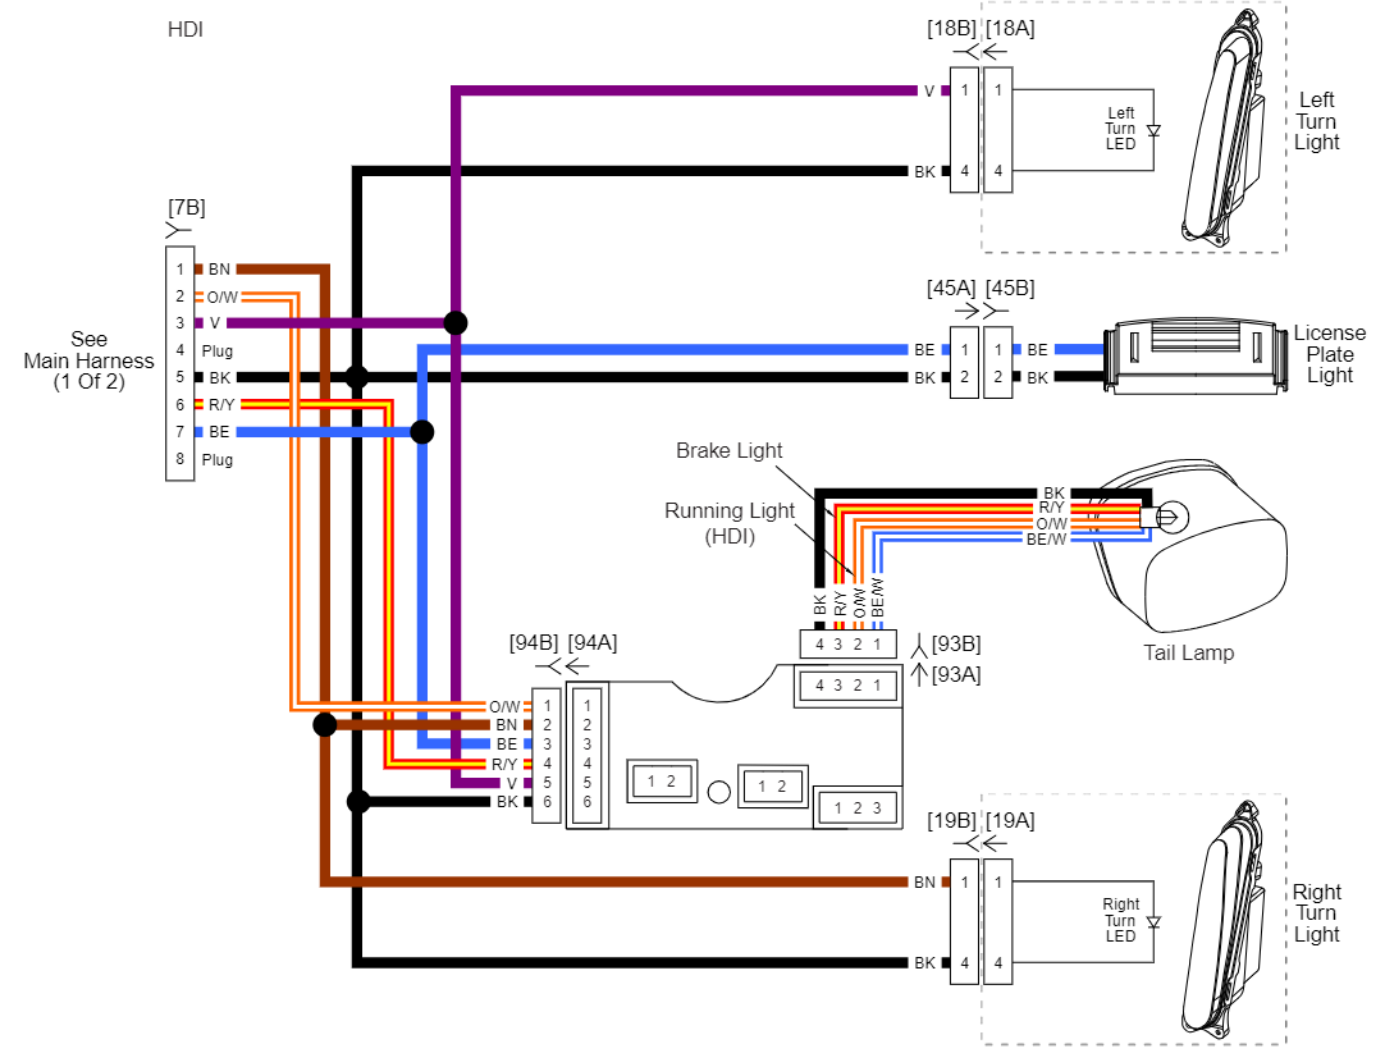 HDI
[18B] [18A]
V 1 1
Left
Turn
LED
BK 4 4
Left
Turn
Light
[7B]
1 BN
2 O/W
3 V
4 Plug
5 BK
6 R/Y
7 BE
8 Plug
See
Main Harness
(1 Of 2)
[45A] [45B]
BE 1 1 BE
BK 2 2 BK
License
Plate
Light
Brake Light
Running Light
(HDI)
BK
R/Y
O/W
BE/W
BK R/Y O/W BE/W
4 3 2 1 [93B]
4 3 2 1 [93A]
Tail Lamp
[94B] [94A]
O/W 1 1
BN 2 2
BE 3 3
R/Y 4 4
V 5 5
BK 6 6
1 2
1 2
1 2 3
[19B] [19A]
BN 1 1
Right
Turn
LED
BK 4 4
Right
Turn
Light